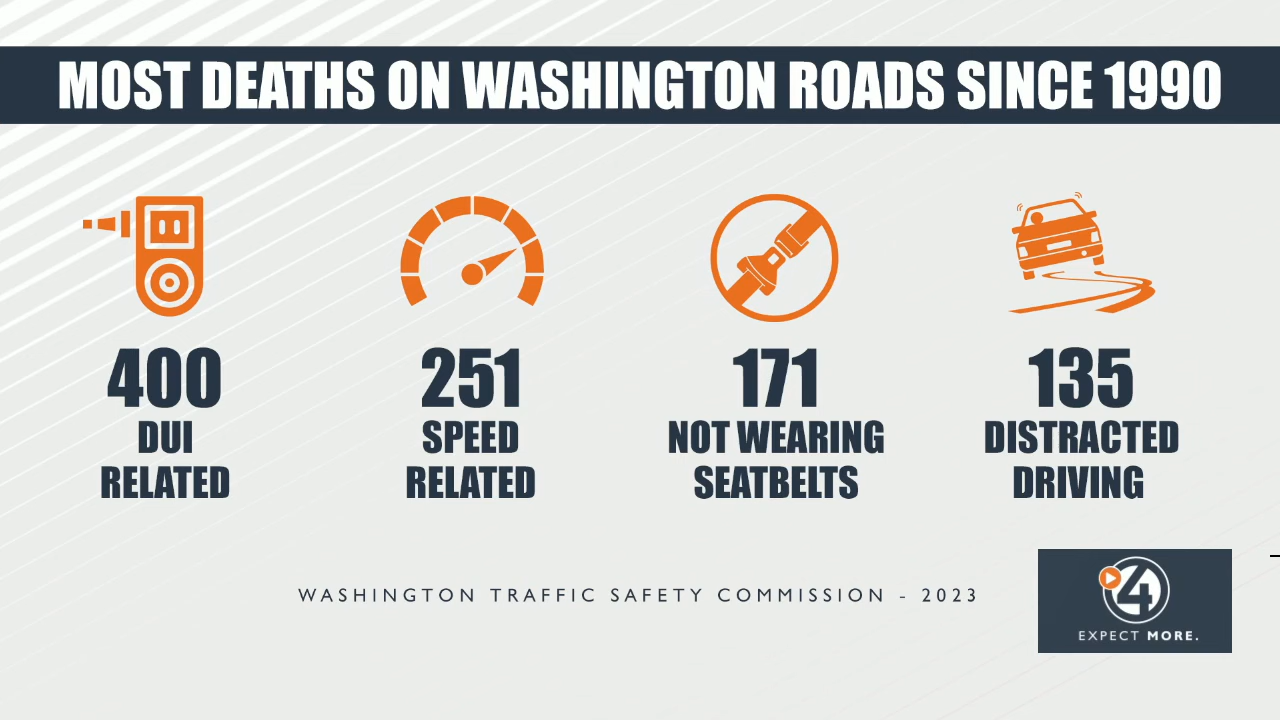 MOST DEATHS ON WASHINGTON ROADS SINCE 1990
400
DUI
RELATED
251
SPEED
RELATED
171
NOT WEARING
SEATBELTS
135
DISTRACTED
DRIVING
WASHINGTON TRAFFIC SAFETY COMMISSION - 2023
4
EXPECT MORE.